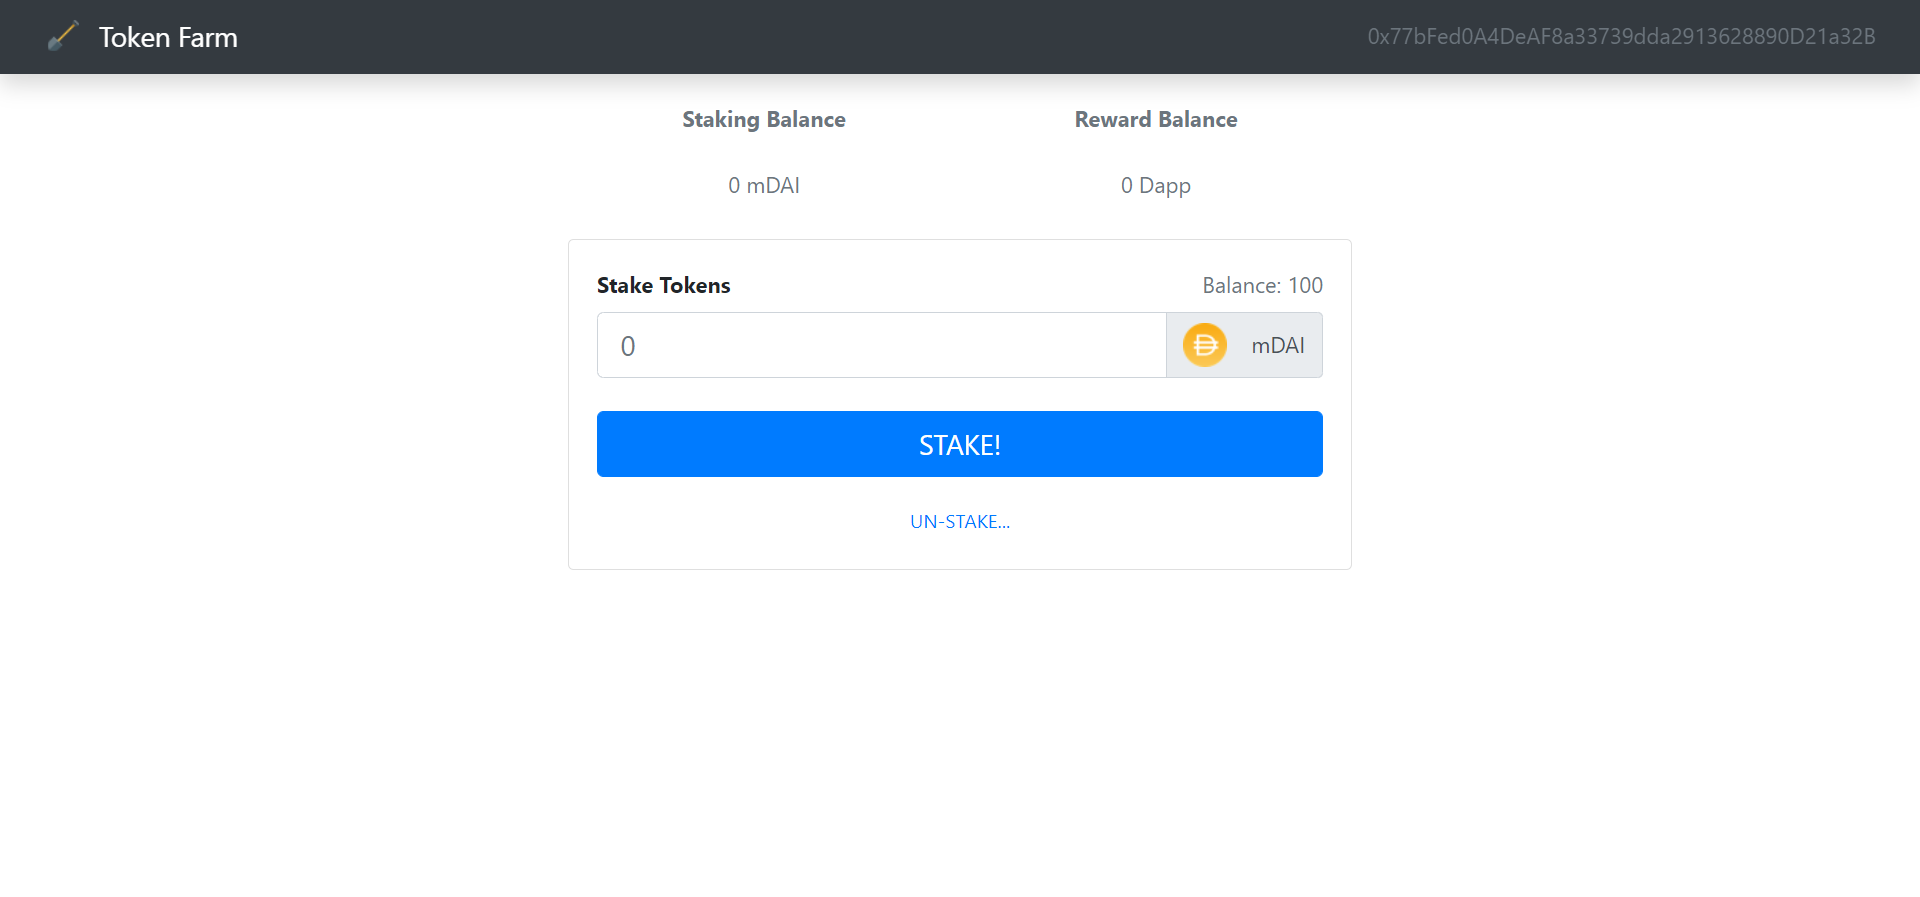 Token Farm
0x77bFed0A4DeAF8a33739dda2913628890D21a32B
Staking Balance
Reward Balance
0 mDAI
0 Dapp
Stake Tokens
Balance: 100
0
mDAI
STAKE!
UN-STAKE...